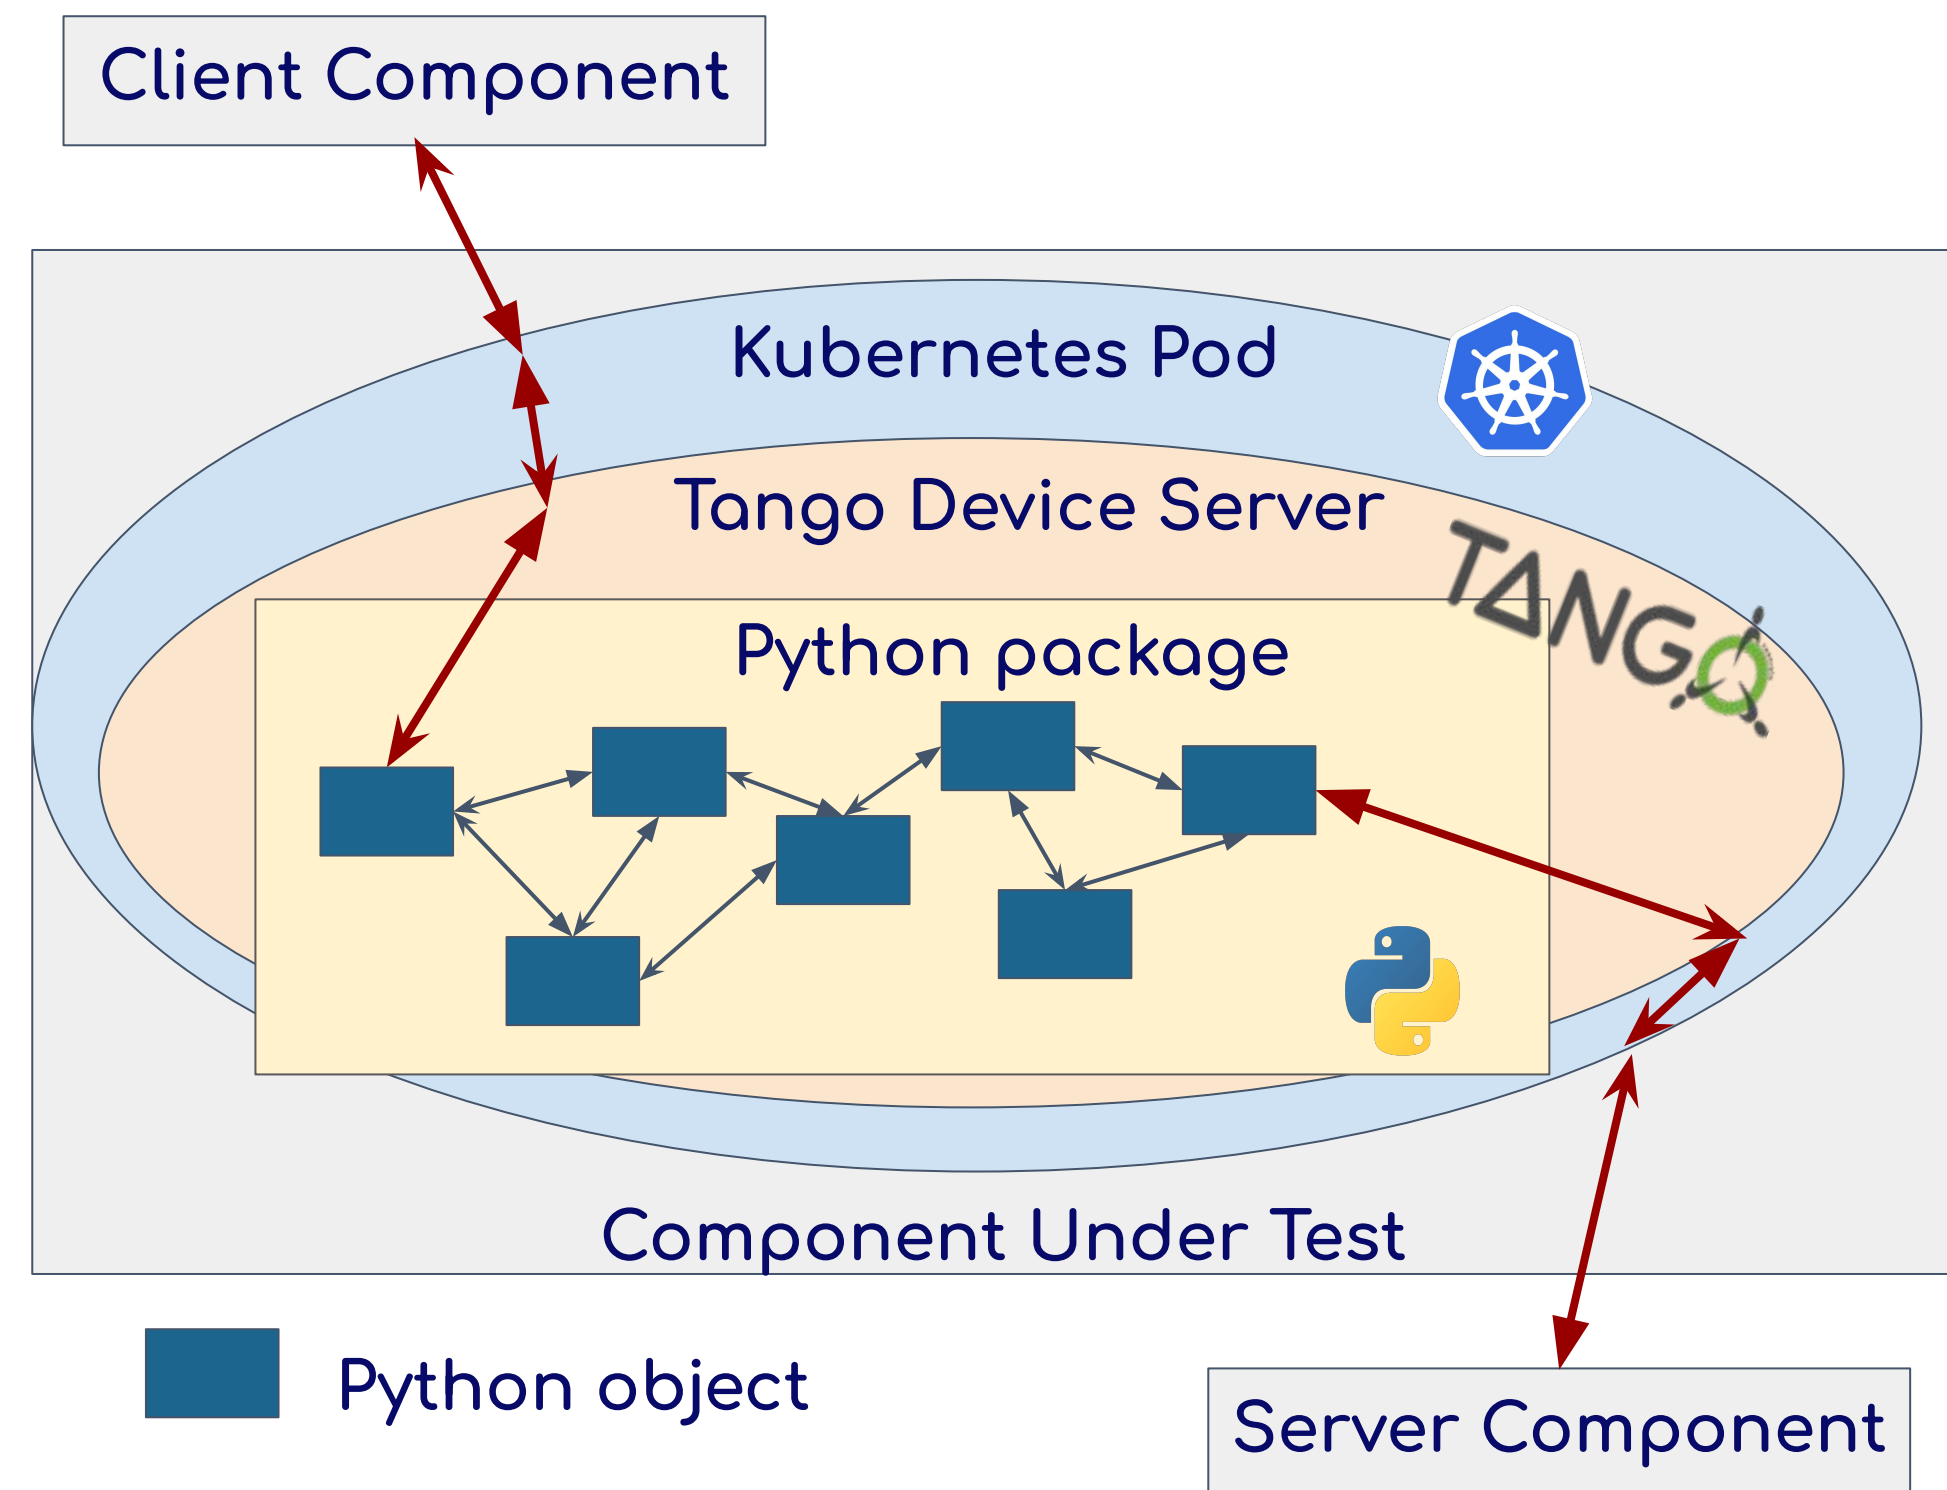 Client Component
Kubernetes Pod
Tango Device Server
TANGO
Python package
Component Under Test
Python object
Server Component